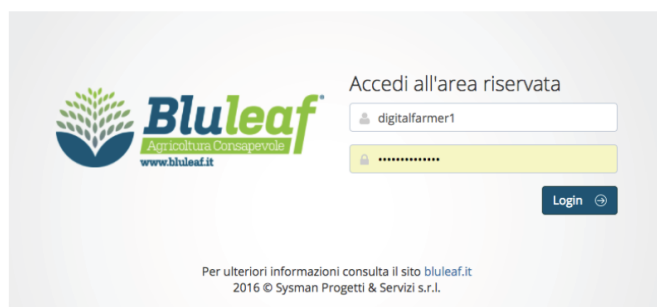 Accedi all'area riservata
Bluleaf®
Agricoltura Consapevole
www.bluleaf.it
digitalfarmer1
••••••••••••••
Login
Per ulteriori informazioni consulta il sito bluleaf.it
2016 © Sysman Progetti & Servizi s.r.l.